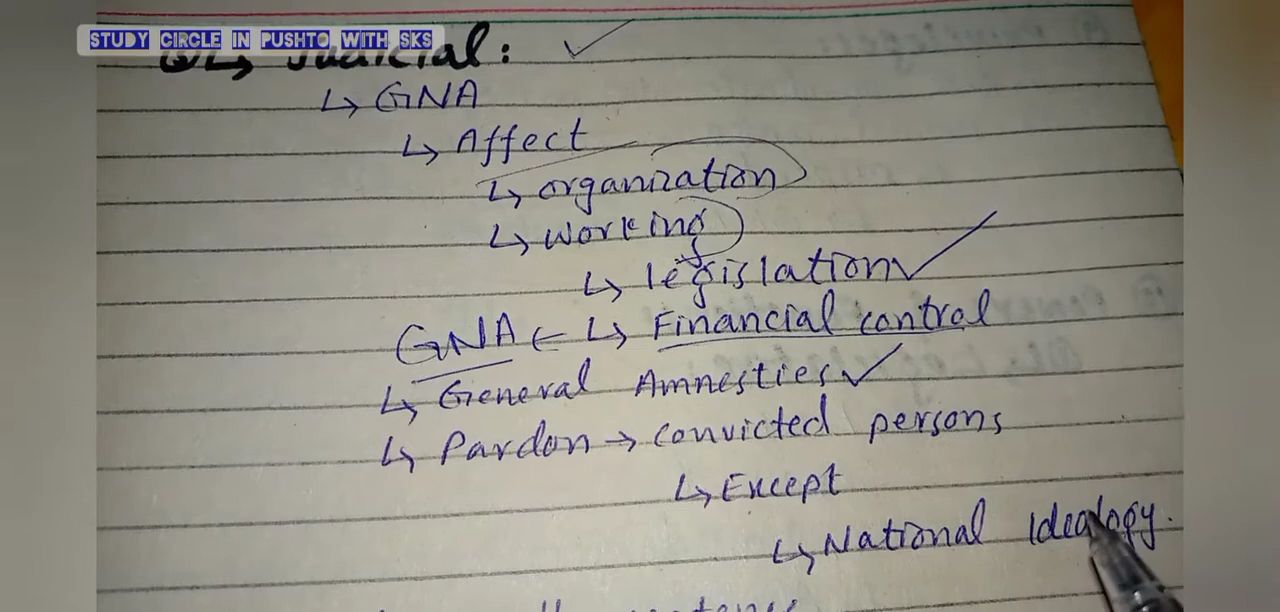 STUDY CIRCLE IN PUSHTO WITH SKS
↳ Judicial:
↳ GNA
↳ Affect
↳ organization
↳ working
↳ legislation
GNA ← ↳ Financial control
↳ General Amnesties
↳ Pardon → convicted persons
↳ Except
↳ National Idealogy.